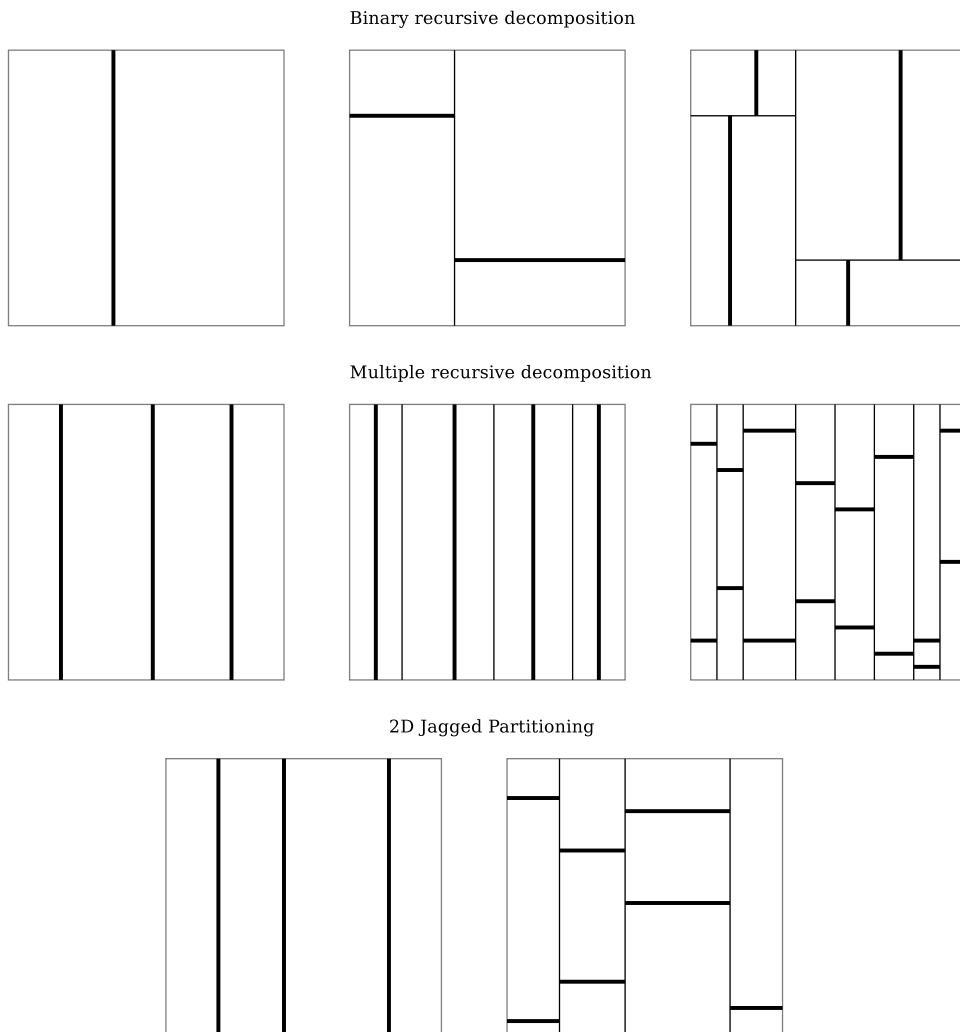 Binary recursive decomposition
Multiple recursive decomposition
2D Jagged Partitioning